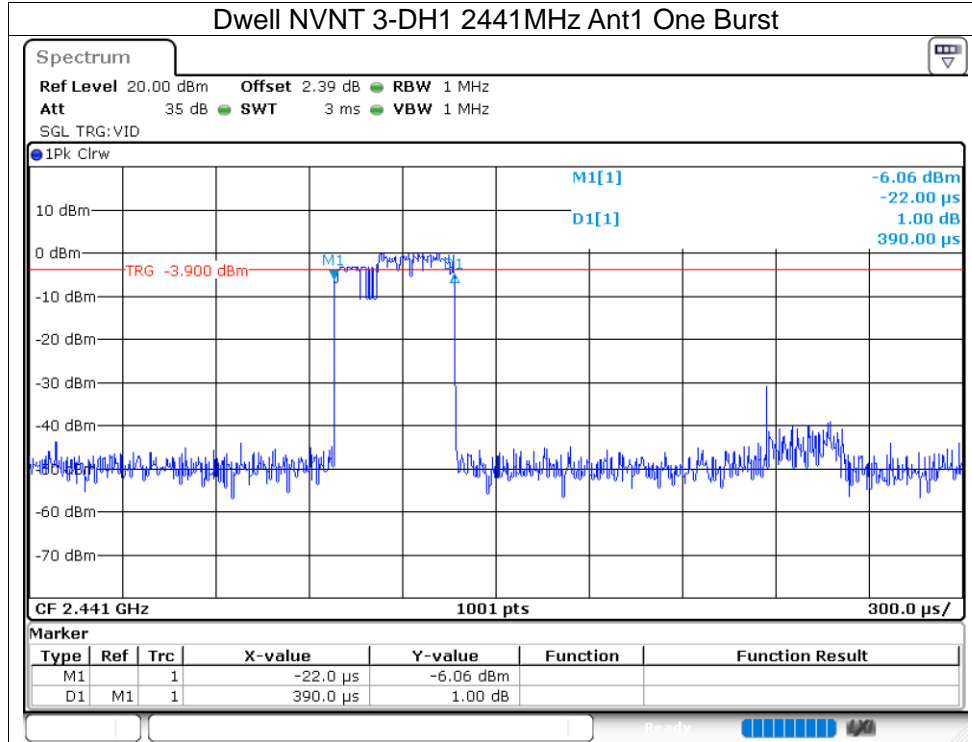 Dwell NVNT 3-DH1 2441MHz Ant1 One Burst
Spectrum
Ref Level 20.00 dBm Offset 2.39 dB RBW 1 MHz
Att 35 dB SWT 3 ms VBW 1 MHz
SGL TRG:VID
1Pk Clrw
M1[1] -6.06 dBm
-22.00 µs
10 dBm
D1[1] 1.00 dB
390.00 µs
0 dBm
M1
D1
TRG -3.900 dBm
-10 dBm
-20 dBm
-30 dBm
-40 dBm
-50 dBm
-60 dBm
-70 dBm
CF 2.441 GHz 1001 pts 300.0 µs/
Marker
Type Ref Trc X-value Y-value Function Function Result
M1 1 -22.0 µs -6.06 dBm
D1 M1 1 390.0 µs 1.00 dB
Ready LXI